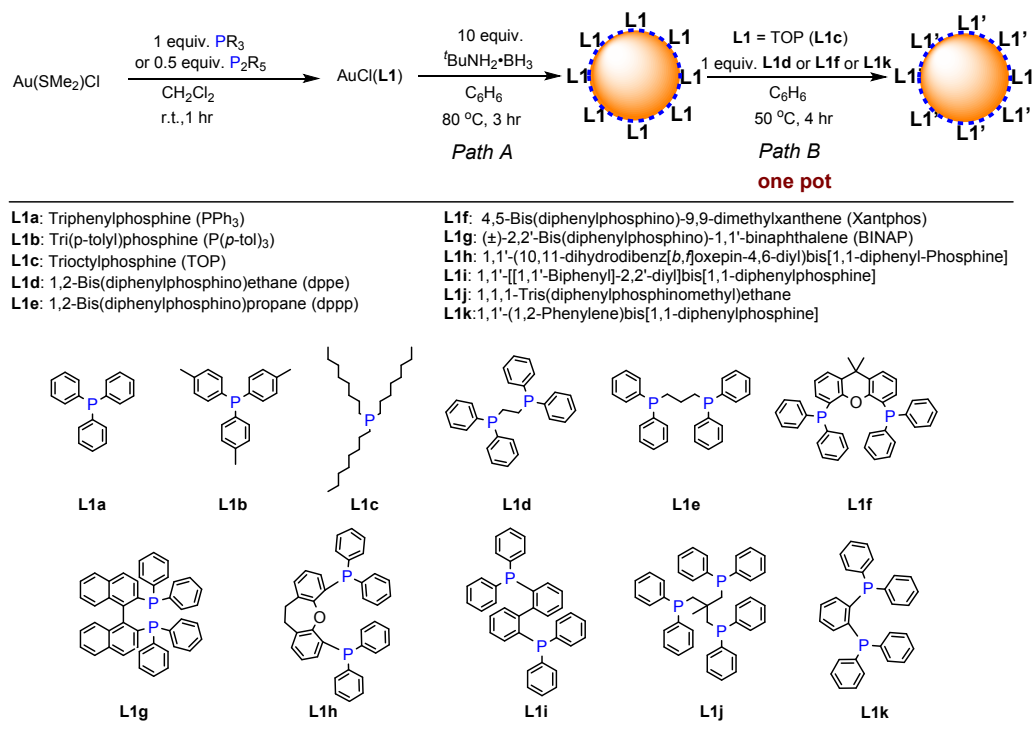 Au(SMe2)Cl
1 equiv. PR3
or 0.5 equiv. P2R5
CH2Cl2
r.t.,1 hr
AuCl(L1)
10 equiv.
tBuNH2•BH3
C6H6
80 oC, 3 hr
Path A
L1
L1
L1
L1
L1
L1
L1
L1
L1 = TOP (L1c)
1 equiv. L1d or L1f or L1k
C6H6
50 oC, 4 hr
Path B
one pot
L1'
L1'
L1'
L1
L1
L1'
L1'
L1'
L1a: Triphenylphosphine (PPh3)
L1b: Tri(p-tolyl)phosphine (P(p-tol)3)
L1c: Trioctylphosphine (TOP)
L1d: 1,2-Bis(diphenylphosphino)ethane (dppe)
L1e: 1,2-Bis(diphenylphosphino)propane (dppp)
L1f: 4,5-Bis(diphenylphosphino)-9,9-dimethylxanthene (Xantphos)
L1g: (±)-2,2'-Bis(diphenylphosphino)-1,1'-binaphthalene (BINAP)
L1h: 1,1'-(10,11-dihydrodibenz[b,f]oxepin-4,6-diyl)bis[1,1-diphenyl-Phosphine]
L1i: 1,1'-[[1,1'-Biphenyl]-2,2'-diyl]bis[1,1-diphenylphosphine]
L1j: 1,1,1-Tris(diphenylphosphinomethyl)ethane
L1k:1,1'-(1,2-Phenylene)bis[1,1-diphenylphosphine]
P
P
P
P
P
P
P
O
P
P
L1a
L1b
L1c
L1d
L1e
L1f
P
P
P
O
P
P
P
P
P
P
P
P
L1g
L1h
L1i
L1j
L1k